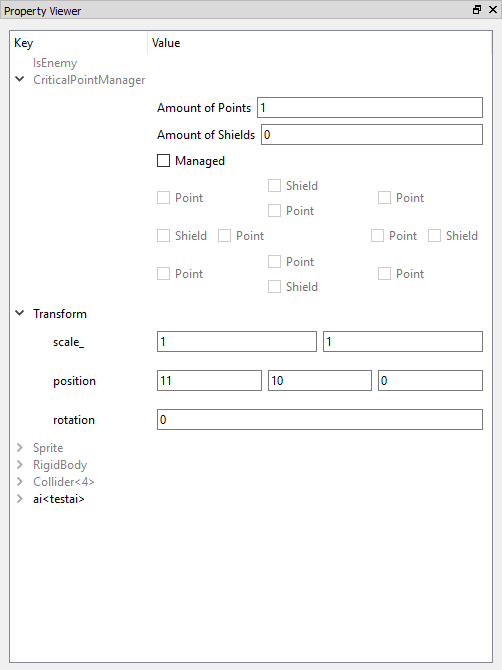 Property Viewer
Key Value
IsEnemy
CriticalPointManager
Amount of Points 1
Amount of Shields 0
Managed
Shield
Point Point
Point
Shield Point Point Shield
Point
Point Point
Shield
Transform
scale_ 1 1
position 11 10 0
rotation 0
Sprite
RigidBody
Collider<4>
ai<testai>